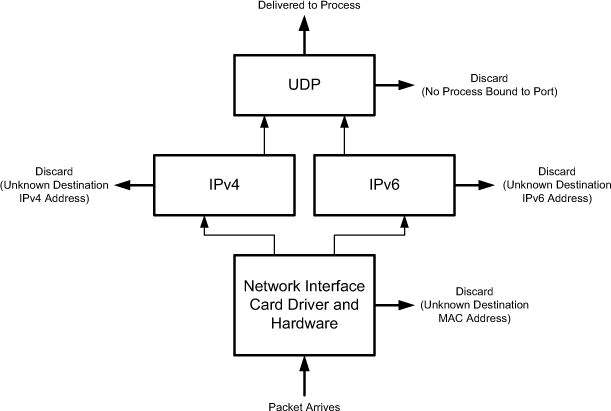 Delivered to Process
UDP
Discard
(No Process Bound to Port)
Discard
(Unknown Destination
IPv4 Address)
IPv4
IPv6
Discard
(Unknown Destination
IPv6 Address)
Network Interface
Card Driver and
Hardware
Discard
(Unknown Destination
MAC Address)
Packet Arrives